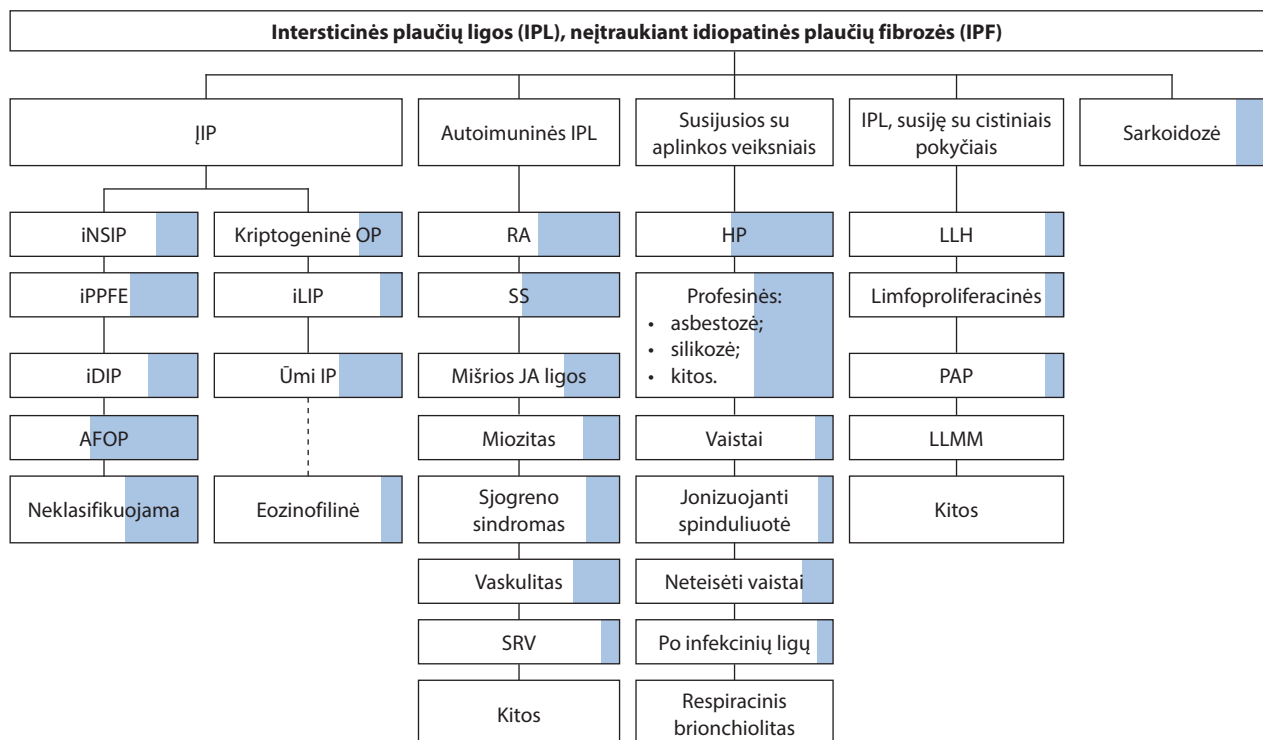 Intersticinės plaučių ligos (IPL), neįtraukiant idiopatinės plaučių fibrozės (IPF)
ĮIP
Autoimuninės IPL
Susijusios su
aplinkos veiksniais
IPL, susiję su cistiniais
pokyčiais
Sarkoidozė
iNSIP
Kriptogeninė OP
RA
HP
LLH
iPPFE
iLIP
SS
Profesinės:
• asbestozė;
• silikozė;
• kitos.
Limfoproliferacinės
iDIP
Ūmi IP
Mišrios JA ligos
PAP
AFOP
Miozitas
Vaistai
LLMM
Neklasifikuojama
Eozinofilinė
Sjogreno
sindromas
Jonizuojanti
spinduliuotė
Kitos
Vaskulitas
Neteisėti vaistai
SRV
Po infekcinių ligų
Kitos
Respiracinis
brionchiolitas